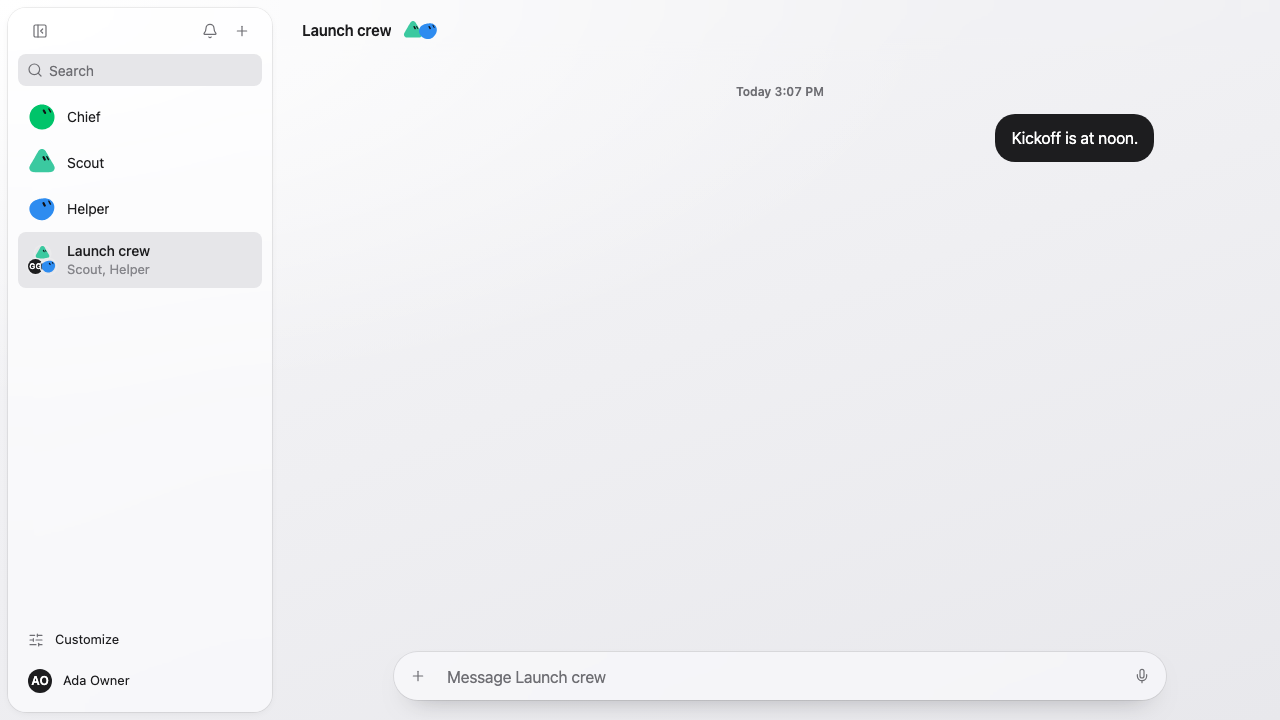 Search
Chief
Scout
Helper
Launch crew
Scout, Helper
Customize
AO
Ada Owner
Launch crew
Today 3:07 PM
Kickoff is at noon.
Message Launch crew